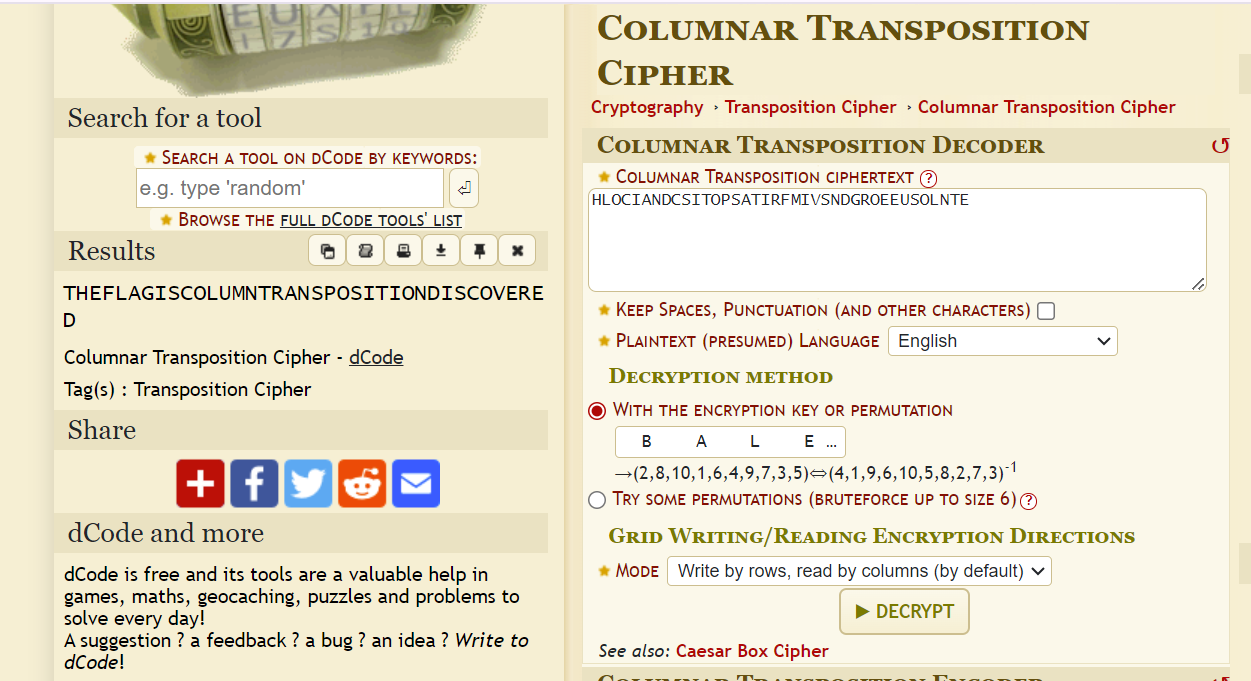 Search for a tool
SEARCH A TOOL ON DCODE BY KEYWORDS:
e.g. type 'random'
BROWSE THE FULL DCODE TOOLS' LIST
Results
THEFLAGISCOLUMNTRANSPOSITIONDISCOVERE
D
Columnar Transposition Cipher - dCode
Tag(s) : Transposition Cipher
Share
dCode and more
dCode is free and its tools are a valuable help in
games, maths, geocaching, puzzles and problems to
solve every day!
A suggestion ? a feedback ? a bug ? an idea ? Write to
dCode!
COLUMNAR TRANSPOSITION
CIPHER
Cryptography › Transposition Cipher › Columnar Transposition Cipher
COLUMNAR TRANSPOSITION DECODER
COLUMNAR TRANSPOSITION CIPHERTEXT ?
HLOCIANDCSITOPSATIRFMIVSNDGROEEUSOLNTE
KEEP SPACES, PUNCTUATION (AND OTHER CHARACTERS)
PLAINTEXT (PRESUMED) LANGUAGE English
DECRYPTION METHOD
WITH THE ENCRYPTION KEY OR PERMUTATION
B A L E …
→(2,8,10,1,6,4,9,7,3,5)⇔(4,1,9,6,10,5,8,2,7,3)⁻¹
TRY SOME PERMUTATIONS (BRUTEFORCE UP TO SIZE 6) ?
GRID WRITING/READING ENCRYPTION DIRECTIONS
MODE Write by rows, read by columns (by default)
► DECRYPT
See also: Caesar Box Cipher
COLUMNAR TRANSPOSITION ENCODER